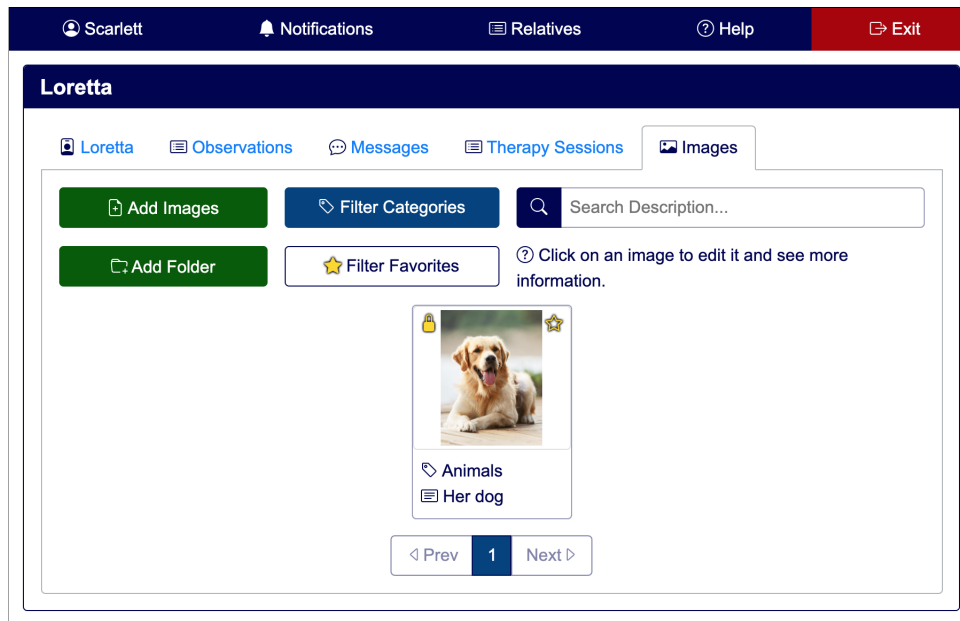 Scarlett Notifications Relatives Help Exit
Loretta
Loretta Observations Messages Therapy Sessions Images
Add Images Filter Categories Search Description...
Add Folder Filter Favorites Click on an image to edit it and see more
information.
Animals
Her dog
Prev 1 Next